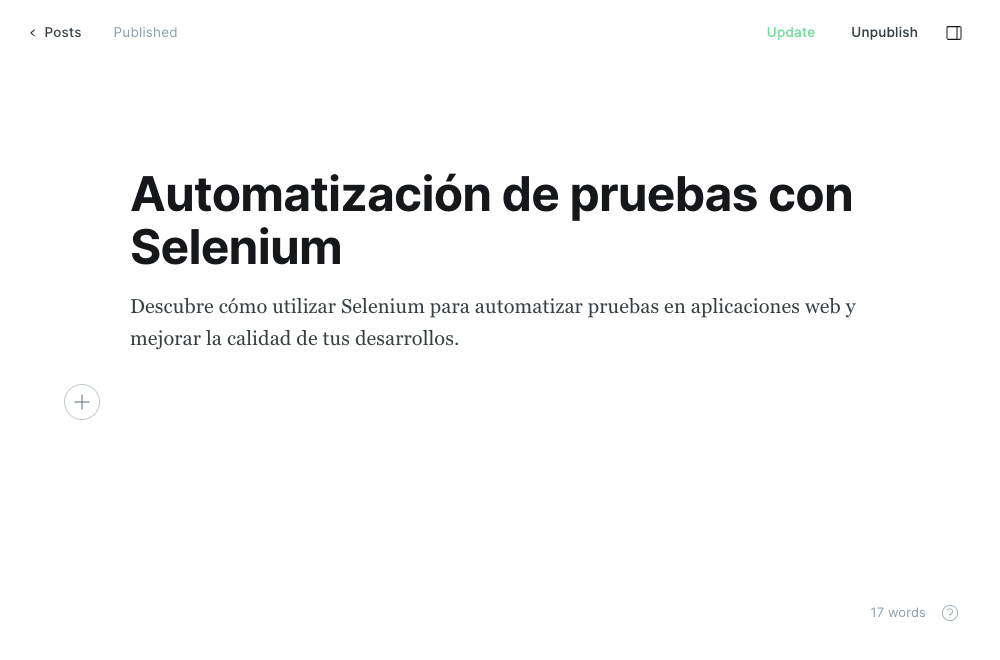 Posts
Published
Update
Unpublish
Automatización de pruebas con
Selenium
Descubre cómo utilizar Selenium para automatizar pruebas en aplicaciones web y
mejorar la calidad de tus desarrollos.
17 words